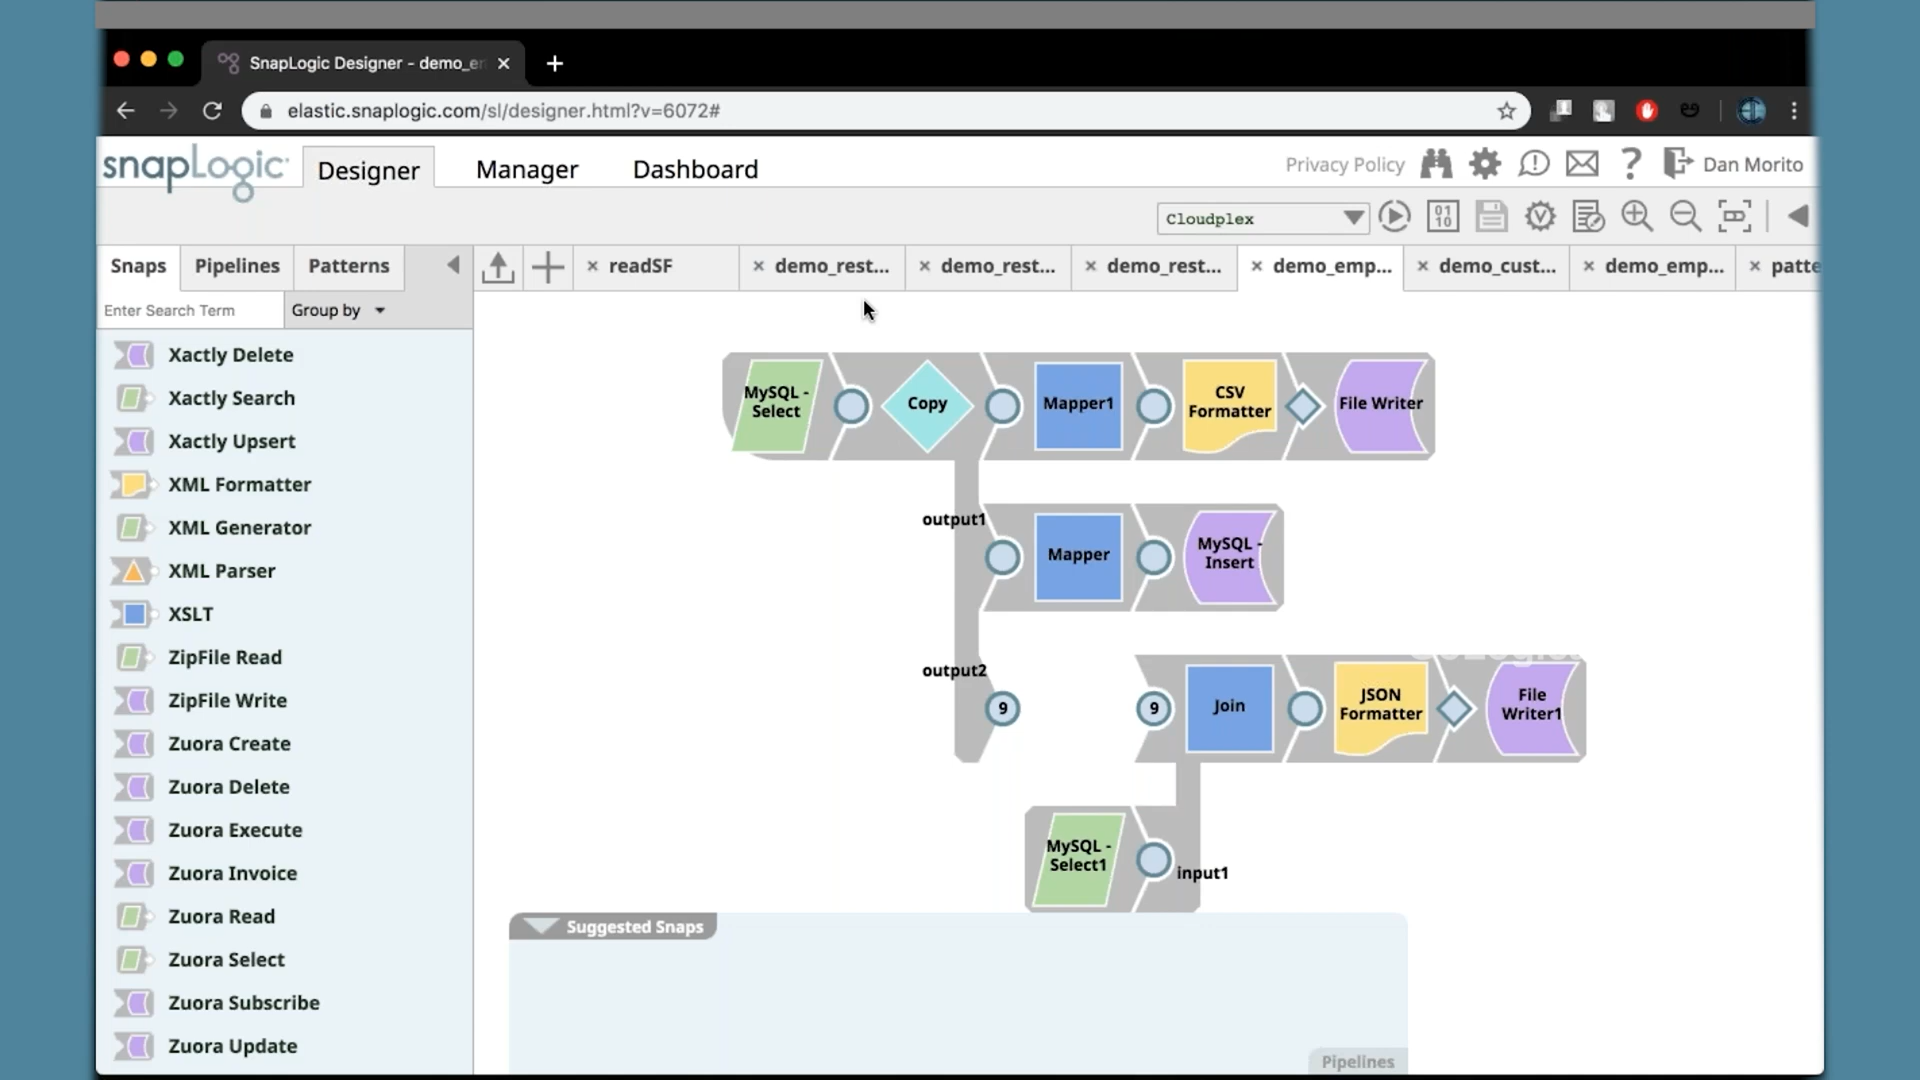 SnapLogic Designer - demo_e
elastic.snaplogic.com/sl/designer.html?v=6072#
snapLogic
Designer
Manager
Dashboard
Privacy Policy
Dan Morito
Cloudplex
Snaps
Pipelines
Patterns
readSF
demo_rest...
demo_rest...
demo_rest...
demo_emp...
demo_cust...
demo_emp...
patte
Enter Search Term
Group by
Xactly Delete
Xactly Search
Xactly Upsert
XML Formatter
XML Generator
XML Parser
XSLT
ZipFile Read
ZipFile Write
Zuora Create
Zuora Delete
Zuora Execute
Zuora Invoice
Zuora Read
Zuora Select
Zuora Subscribe
Zuora Update
MySQL -
Select
Copy
Mapper1
CSV
Formatter
File Writer
output1
Mapper
MySQL -
Insert
output2
9
9
Join
JSON
Formatter
File
Writer1
MySQL -
Select1
input1
Suggested Snaps
Pipelines